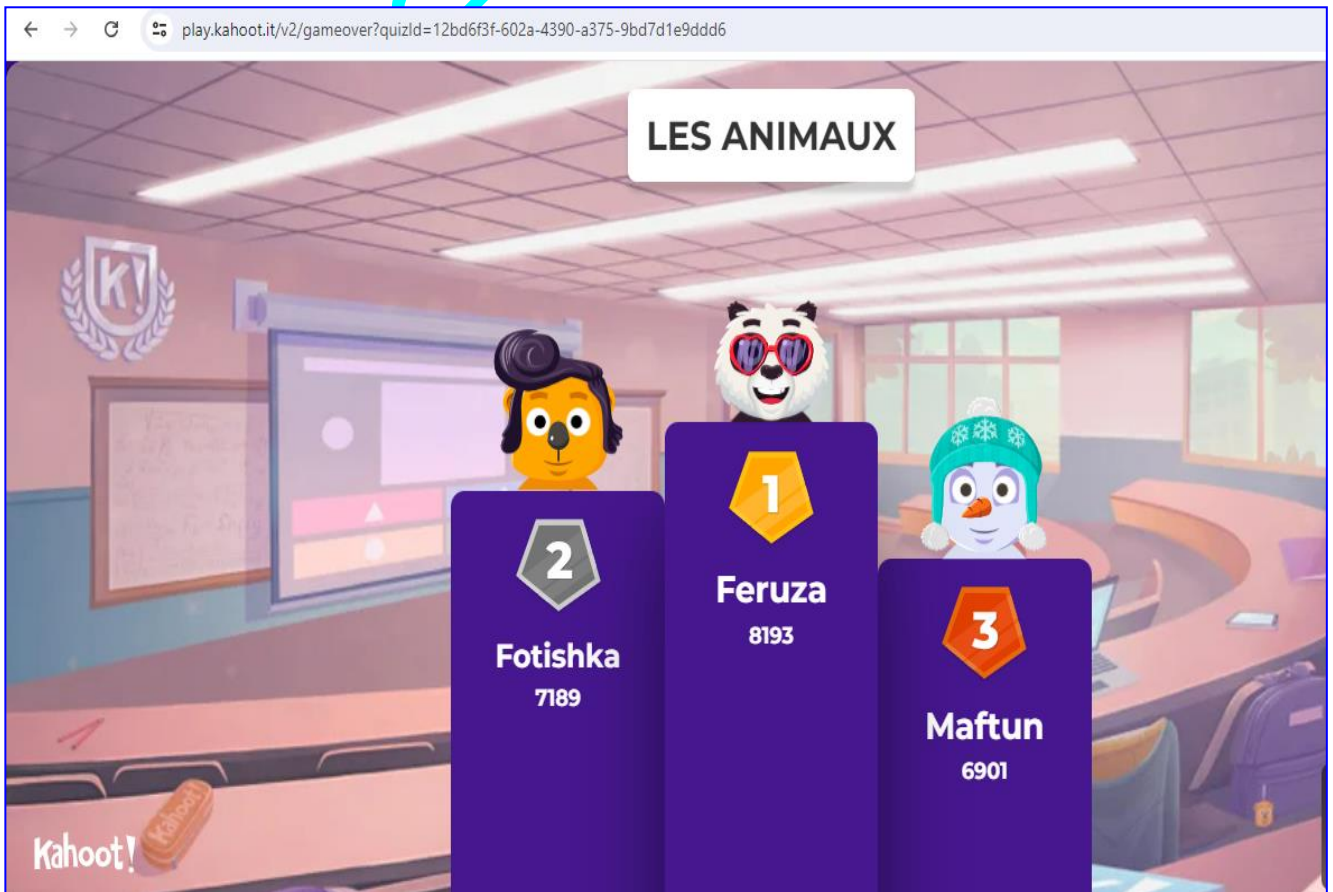 play.kahoot.it/v2/gameover?quizId=12bd6f3f-602a-4390-a375-9bd7d1e9ddd6
LES ANIMAUX
K!
1
Feruza
8193
2
Fotishka
7189
3
Maftun
6901
Kahoot!
Kahoot!